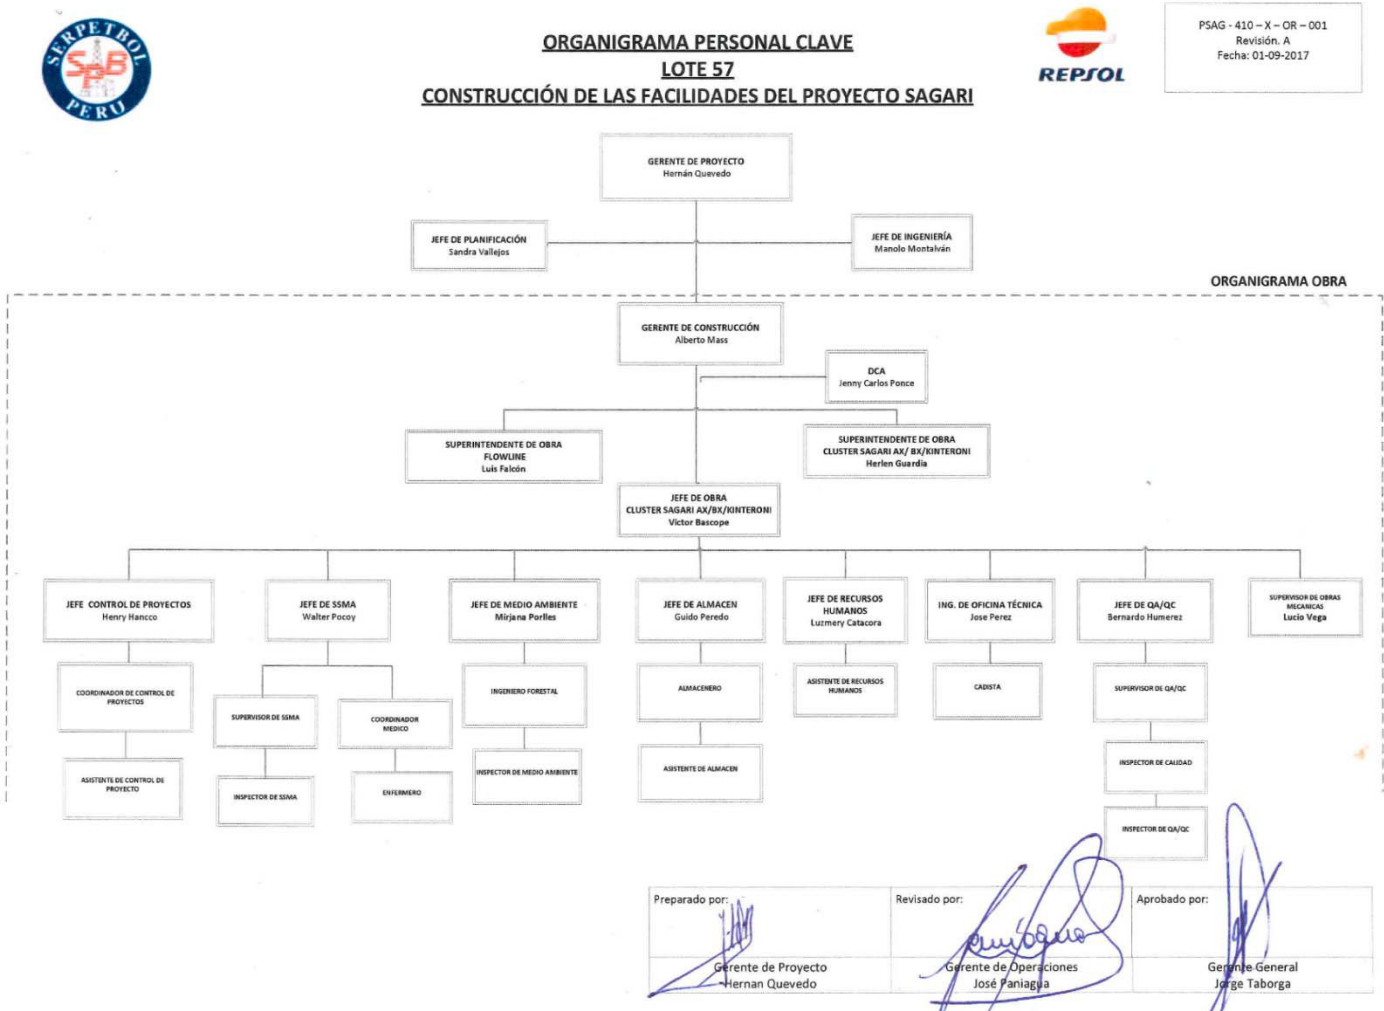 SERPETBOL
SPB
PERU
ORGANIGRAMA PERSONAL CLAVE
LOTE 57
CONSTRUCCIÓN DE LAS FACILIDADES DEL PROYECTO SAGARI
REPSOL
PSAG - 410 – X – OR – 001
Revisión. A
Fecha: 01-09-2017
GERENTE DE PROYECTO
Hernán Quevedo
JEFE DE PLANIFICACIÓN
Sandra Vallejos
JEFE DE INGENIERÍA
Manolo Montalván
ORGANIGRAMA OBRA
GERENTE DE CONSTRUCCIÓN
Alberto Mass
DCA
Jenny Carlos Ponce
SUPERINTENDENTE DE OBRA
FLOWLINE
Luis Falcón
SUPERINTENDENTE DE OBRA
CLUSTER SAGARI AX/ BX/KINTERONI
Herlen Guardia
JEFE DE OBRA
CLUSTER SAGARI AX/BX/KINTERONI
Víctor Bascope
JEFE CONTROL DE PROYECTOS
Henry Hancco
JEFE DE SSMA
Walter Pocoy
JEFE DE MEDIO AMBIENTE
Mirjana Porlles
JEFE DE ALMACEN
Guido Peredo
JEFE DE RECURSOS
HUMANOS
Luzmery Catacora
ING. DE OFICINA TÉCNICA
Jose Perez
JEFE DE QA/QC
Bernardo Humerez
SUPERVISOR DE OBRAS
MECANICAS
Lucio Vega
COORDINADOR DE CONTROL DE
PROYECTOS
SUPERVISOR DE SSMA
COORDINADOR
MEDICO
INGENIERO FORESTAL
ALMACENERO
ASISTENTE DE RECURSOS
HUMANOS
CADISTA
SUPERVISOR DE QA/QC
ASISTENTE DE CONTROL DE
PROYECTO
INSPECTOR DE SSMA
ENFERMERO
INSPECTOR DE MEDIO AMBIENTE
ASISTENTE DE ALMACEN
INSPECTOR DE CALIDAD
INSPECTOR DE QA/QC
Preparado por:
Gerente de Proyecto
Hernan Quevedo
Revisado por:
Gerente de Operaciones
José Paniagua
Aprobado por:
Gerente General
Jorge Taborga